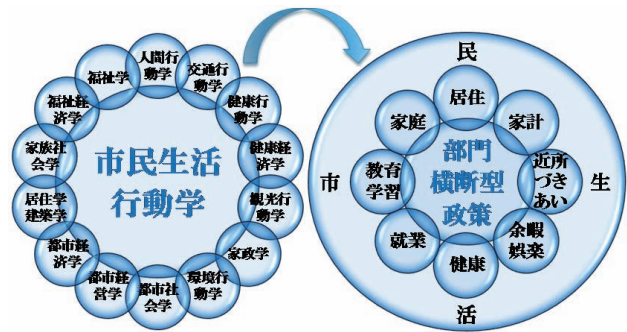 人間行
動学
交通行
動学
健康行
動学
健康経
済学
観光行
動学
家政学
環境行
動学
都市社
会学
都市経
営学
都市経
済学
居住学
建築学
家族社
会学
福祉経
済学
福祉学
市民生活
行動学
市
民
生
活
居住
家計
近所
づき
あい
余暇
娯楽
健康
就業
教育
学習
家庭
部門
横断型
政策